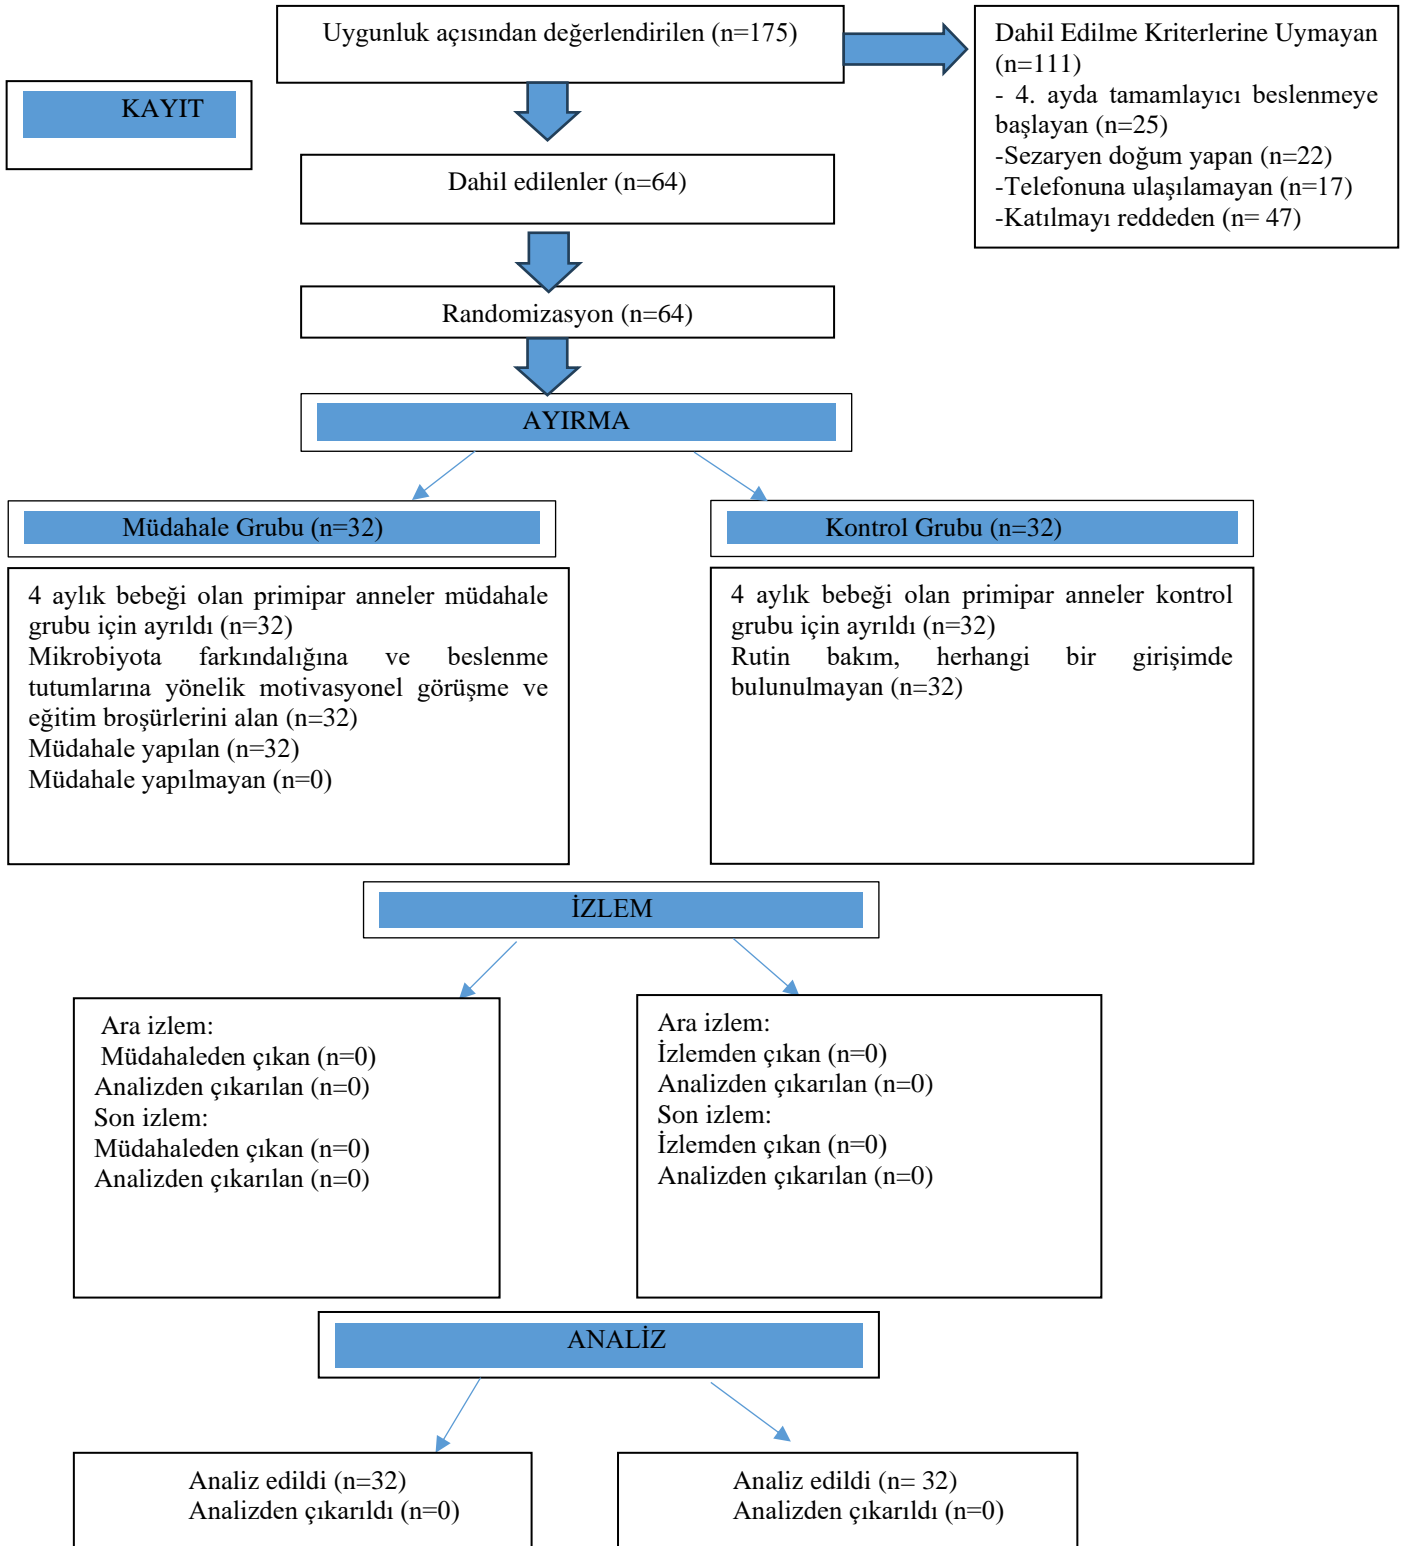 Uygunluk açısından değerlendirilen (n=175)
Dahil Edilme Kriterlerine Uymayan
(n=111)
- 4. ayda tamamlayıcı beslenmeye
başlayan (n=25)
-Sezaryen doğum yapan (n=22)
-Telefonuna ulaşılamayan (n=17)
-Katılmayı reddeden (n= 47)
KAYIT
Dahil edilenler (n=64)
Randomizasyon (n=64)
AYIRMA
Müdahale Grubu (n=32)
4 aylık bebeği olan primipar anneler müdahale
grubu için ayrıldı (n=32)
Mikrobiyota farkındalığına ve beslenme
tutumlarına yönelik motivasyonel görüşme ve
eğitim broşürlerini alan (n=32)
Müdahale yapılan (n=32)
Müdahale yapılmayan (n=0)
Kontrol Grubu (n=32)
4 aylık bebeği olan primipar anneler kontrol
grubu için ayrıldı (n=32)
Rutin bakım, herhangi bir girişimde
bulunulmayan (n=32)
İZLEM
Ara izlem:
Müdahaleden çıkan (n=0)
Analizden çıkarılan (n=0)
Son izlem:
Müdahaleden çıkan (n=0)
Analizden çıkarılan (n=0)
Ara izlem:
İzlemden çıkan (n=0)
Analizden çıkarılan (n=0)
Son izlem:
İzlemden çıkan (n=0)
Analizden çıkarılan (n=0)
ANALİZ
Analiz edildi (n=32)
Analizden çıkarıldı (n=0)
Analiz edildi (n= 32)
Analizden çıkarıldı (n=0)